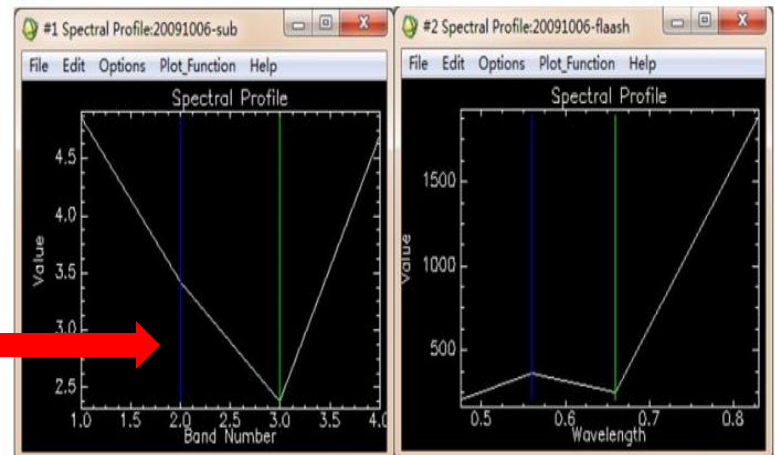 #1 Spectral Profile:20091006-sub
File Edit Options Plot_Function Help
Spectral Profile
4.5
4.0
3.5
3.0
2.5
Value
1.0 1.5 2.0 2.5 3.0 3.5 4.0
Band Number
#2 Spectral Profile:20091006-flaash
File Edit Options Plot_Function Help
Spectral Profile
1500
1000
500
Value
0.5 0.6 0.7 0.8
Wavelength